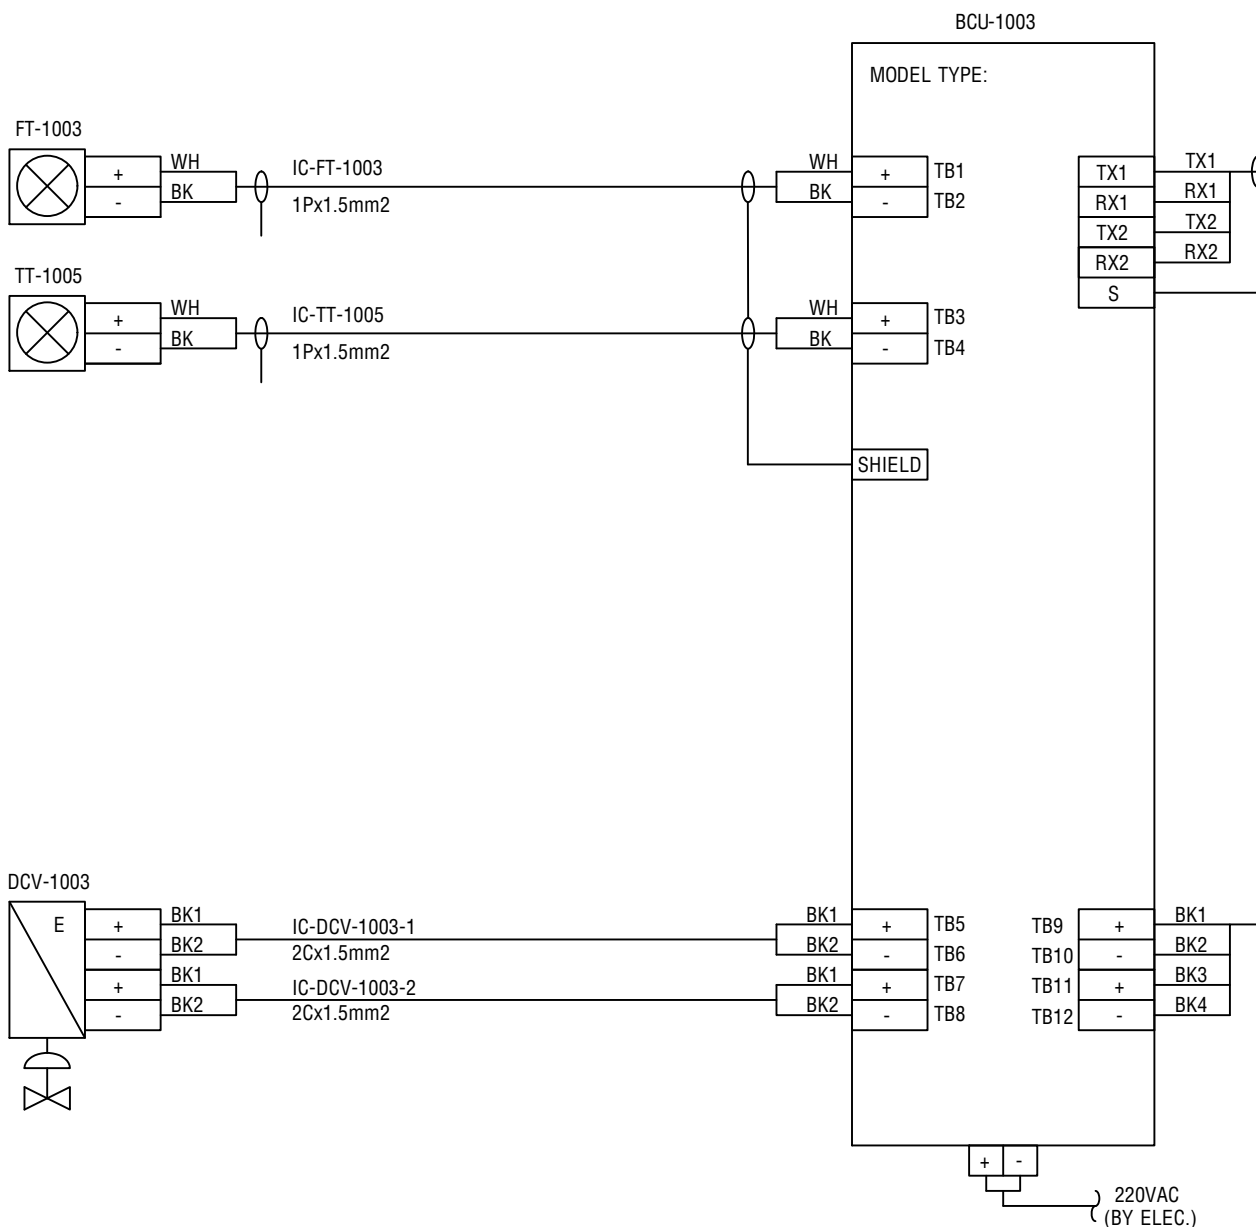 BCU-1003
MODEL TYPE:
FT-1003
+
-
WH
BK
IC-FT-1003
1Px1.5mm2
WH
BK
+
-
TB1
TB2
TX1
RX1
TX2
RX2
S
TX1
RX1
TX2
RX2
TT-1005
+
-
WH
BK
IC-TT-1005
1Px1.5mm2
WH
BK
+
-
TB3
TB4
SHIELD
DCV-1003
E
+
-
+
-
BK1
BK2
BK1
BK2
IC-DCV-1003-1
2Cx1.5mm2
IC-DCV-1003-2
2Cx1.5mm2
BK1
BK2
BK1
BK2
+
-
+
-
TB5
TB6
TB7
TB8
TB9
TB10
TB11
TB12
+
-
+
-
BK1
BK2
BK3
BK4
+ -
220VAC
(BY ELEC.)